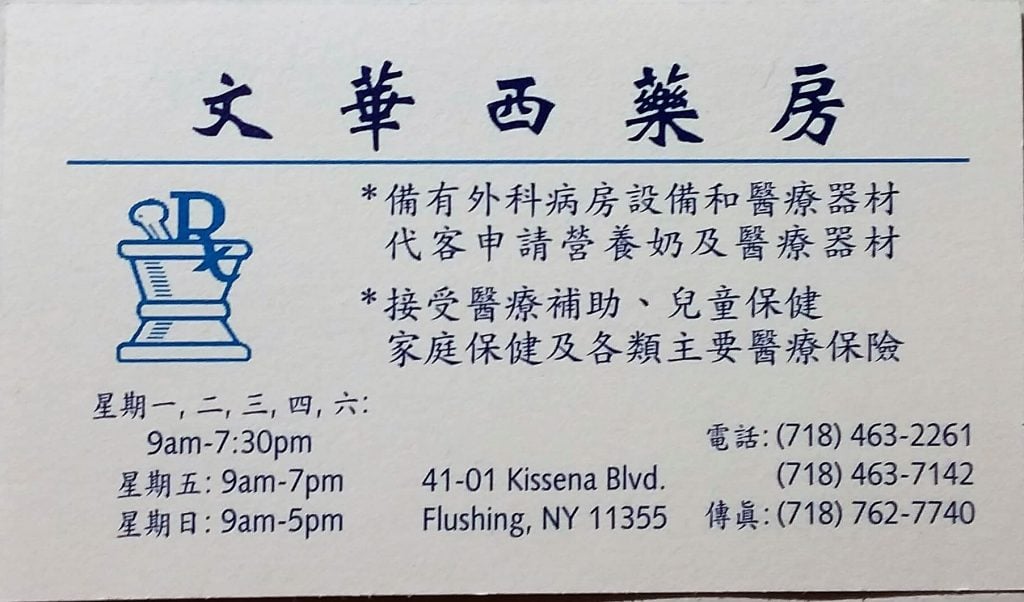 文華西藥房
Rx
*備有外科病房設備和醫療器材
代客申請營養奶及醫療器材
*接受醫療補助、兒童保健
家庭保健及各類主要醫療保險
星期一, 二, 三, 四, 六:
9am-7:30pm
星期五: 9am-7pm
星期日: 9am-5pm
41-01 Kissena Blvd.
Flushing, NY 11355
電話: (718) 463-2261
(718) 463-7142
傳眞: (718) 762-7740